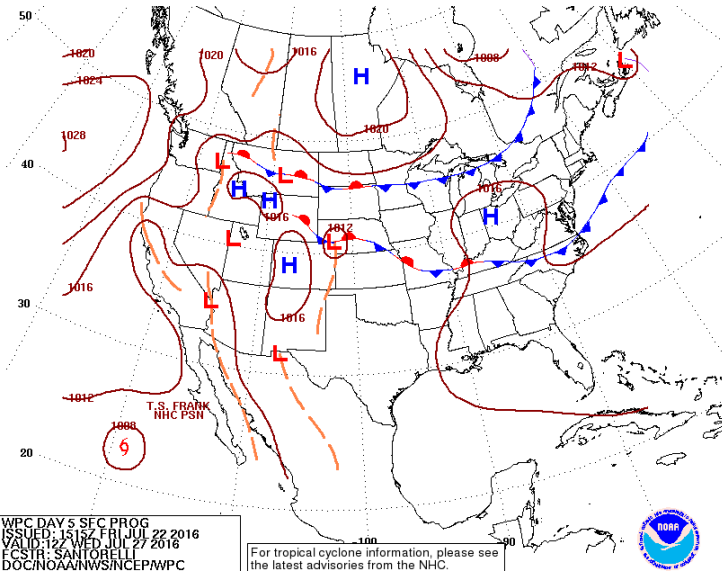 50
1020
1020
1016
1008
1012
L
1024
H
1028
1020
40
L
L
H
H
1016
1016
H
1012
L
L
H
1016
30
L
1016
L
1012
T.S. FRANK
NHC PSN
1008
20
-100
-90
WPC DAY 5 SFC PROG
ISSUED: 1515Z FRI JUL 22 2016
VALID: 12Z WED JUL 27 2016
FCSTR: SANTORELLI
DOC/NOAA/NWS/NCEP/WPC
For tropical cyclone information, please see
the latest advisories from the NHC.
NOAA